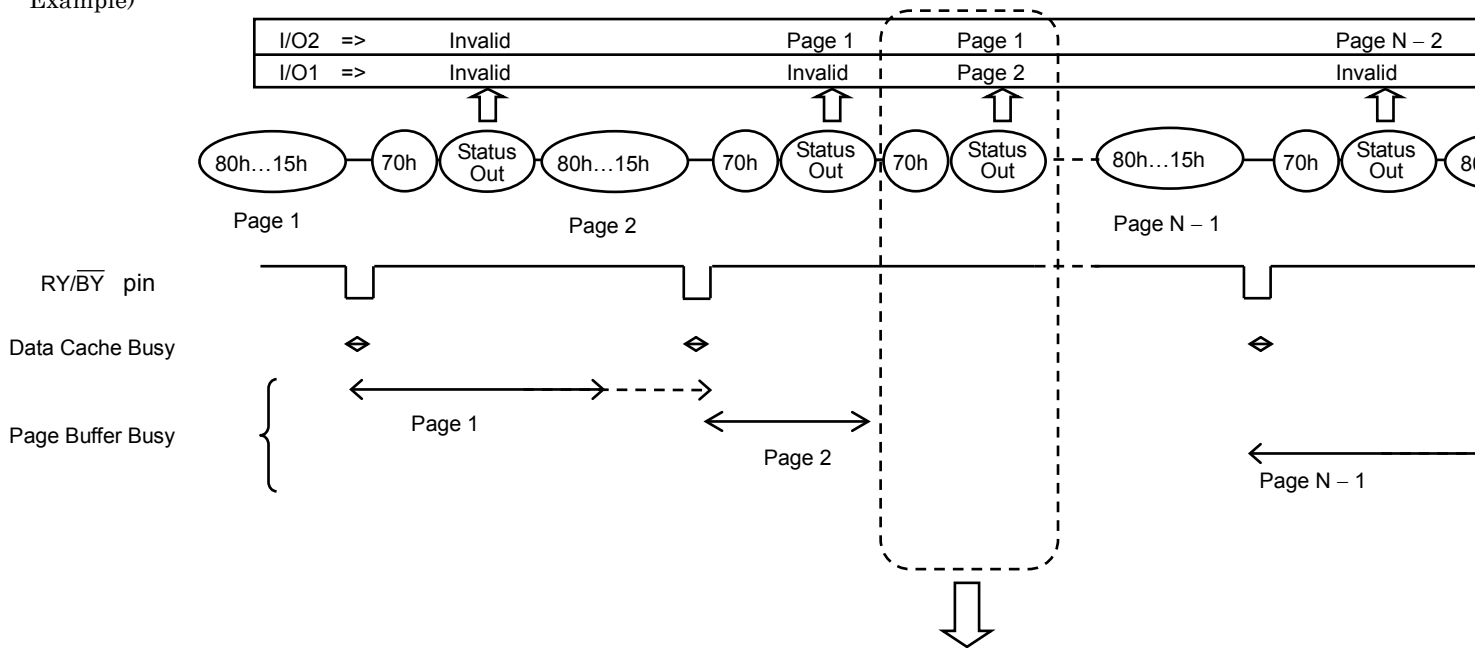 Example)
I/O2 => Invalid Page 1 Page 1 Page N – 2
I/O1 => Invalid Invalid Page 2 Invalid
80h…15h 70h Status Out 80h…15h 70h Status Out 70h Status Out 80h…15h 70h Status Out 80
Page 1 Page 2 Page N – 1
RY/B̅Y̅ pin
Data Cache Busy
Page 1
Page Buffer Busy
Page 2
Page N – 1